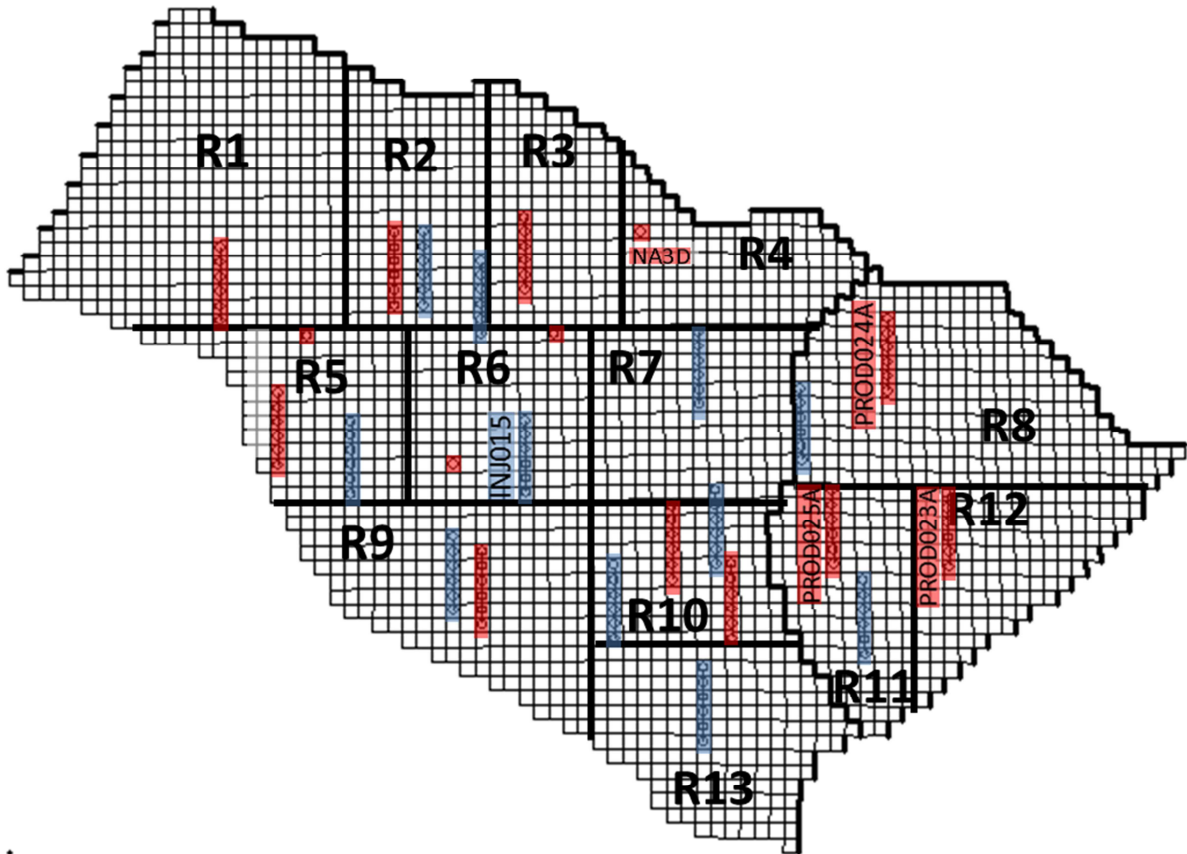 R1
R2
R3
R4
NA3D
PROD024A
R5
R6
R7
R8
INJ015
R9
PROD025A
PROD023A
R12
R10
R11
R13